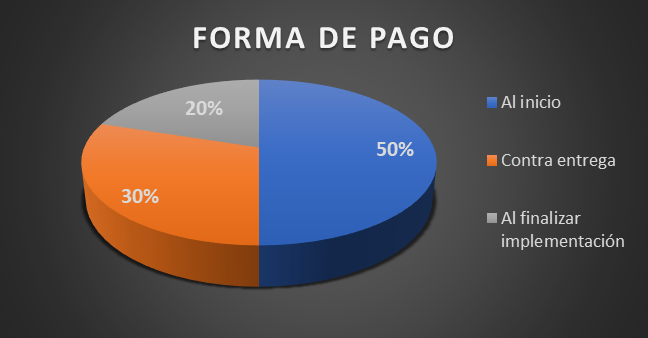 FORMA DE PAGO
20%
50%
30%
Al inicio
Contra entrega
Al finalizar
implementación